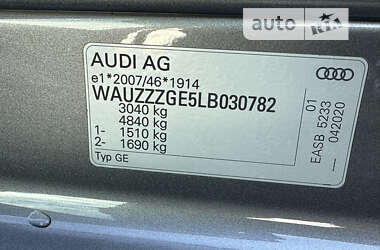 auto
RIA
AUDI AG
e1*2007/46*1914
WAUZZZGE5LB030782
3040 kg
4840 kg
1- 1510 kg
2- 1690 kg
Typ GE
EASB 5233 01
042020